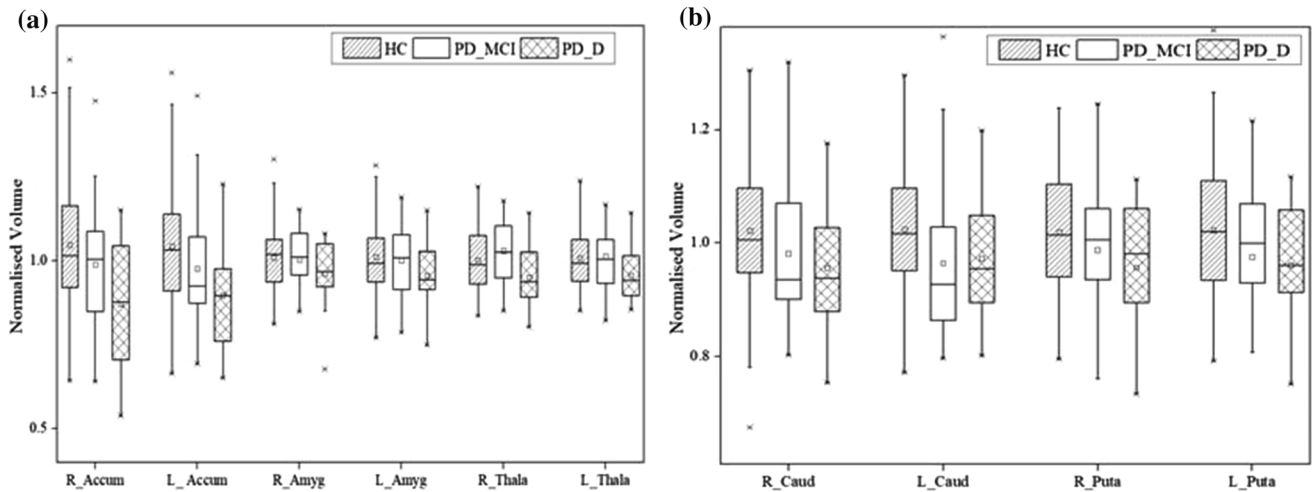 (a)
HC PD_MCI PD_D
Normalised Volume
1.5
1.0
0.5
R_Accum L_Accum R_Amyg L_Amyg R_Thala L_Thala
(b)
HC PD_MCI PD_D
Normalised Volume
1.2
1.0
0.8
R_Caud L_Caud R_Puta L_Puta